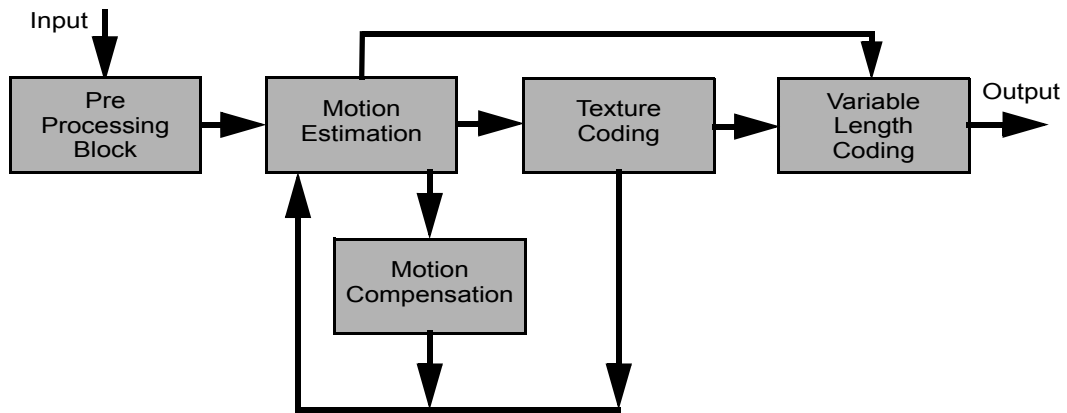 Input
Pre
Processing
Block
Motion
Estimation
Texture
Coding
Variable
Length
Coding
Output
Motion
Compensation